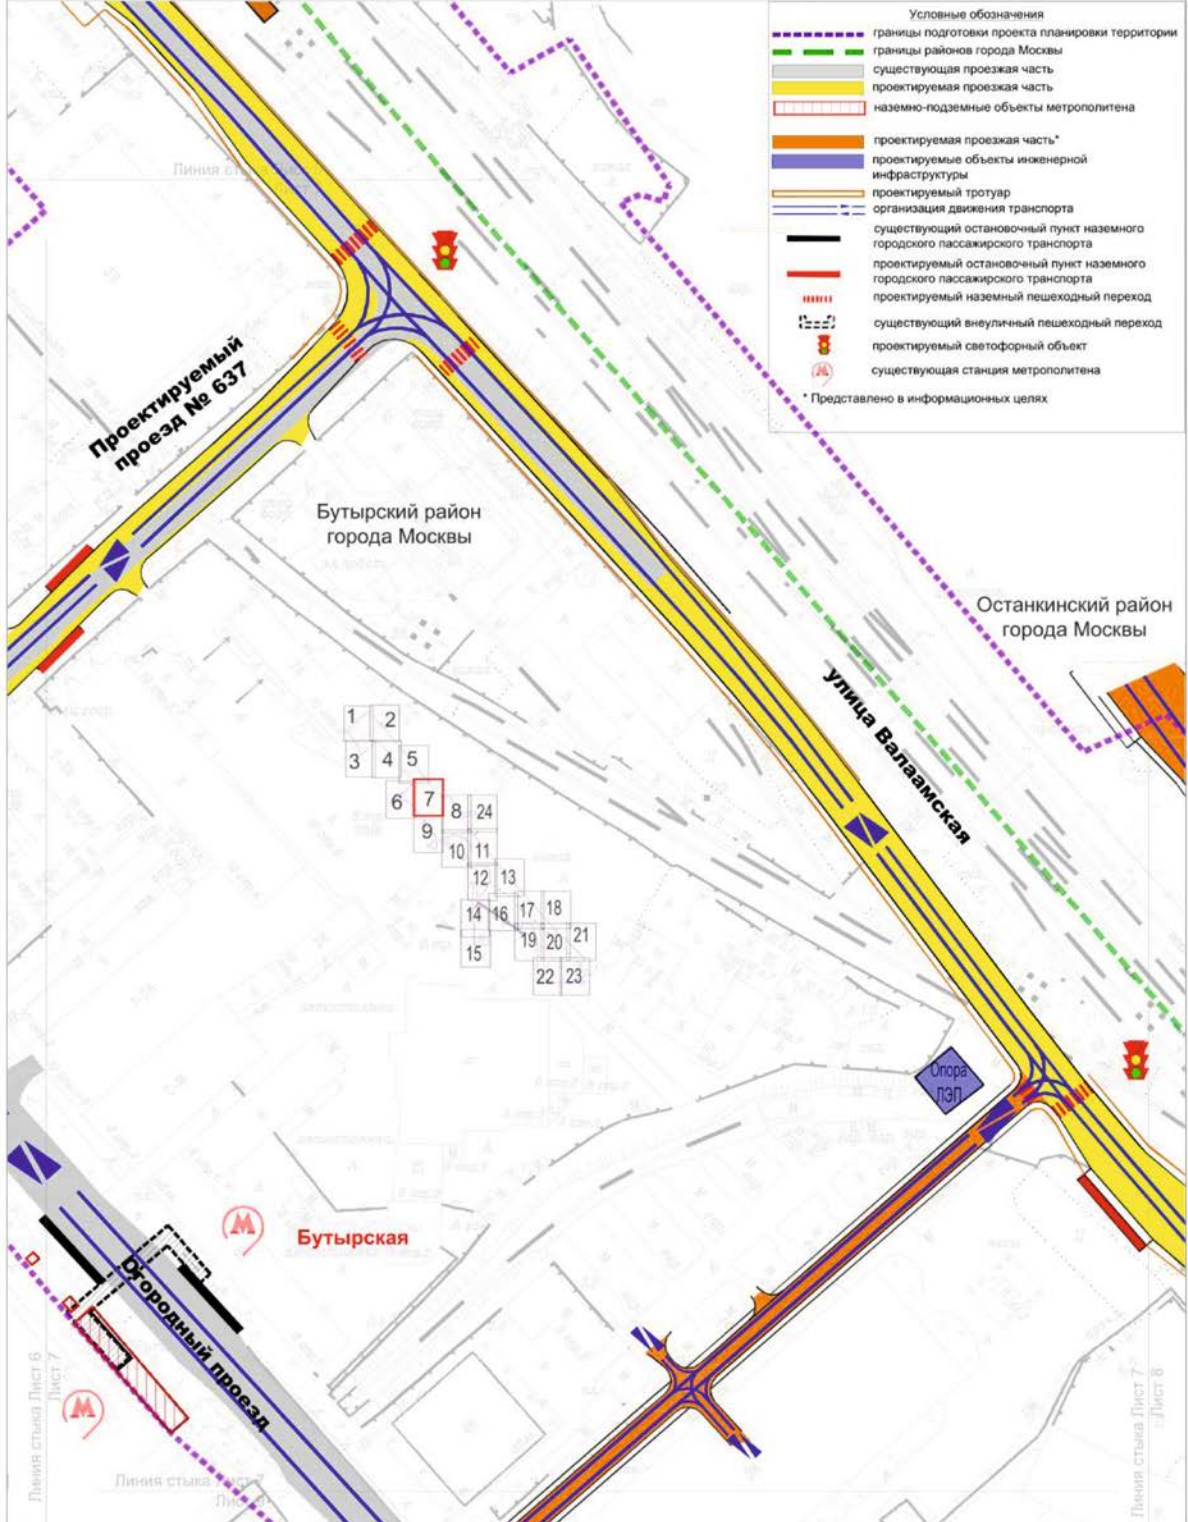 Условные обозначения
границы подготовки проекта планировки территории
границы районов города Москвы
существующая проезжая часть
проектируемая проезжая часть
наземно-подземные объекты метрополитена
проектируемая проезжая часть*
проектируемые объекты инженерной
инфраструктуры
проектируемый тротуар
организация движения транспорта
существующий остановочный пункт наземного
городского пассажирского транспорта
проектируемый остановочный пункт наземного
городского пассажирского транспорта
проектируемый наземный пешеходный переход
существующий внеуличный пешеходный переход
проектируемый светофорный объект
существующая станция метрополитена
* Представлено в информационных целях
Проектируемый
проезд № 637
Бутырский район
города Москвы
Останкинский район
города Москвы
улица Валаамская
1 2
3 4 5
6 7 8 24
9 10 11
12 13
14 16 17 18
15 19 20 21
22 23
Опора
ЛЭП
М
Бутырская
Огородный проезд
М
Линия стыка Лист 6
Лист 7
Линия стыка Лист 7
Линия стыка Лист 7
Лист 8